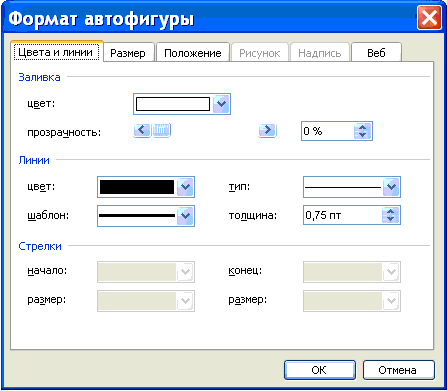 Формат автофигуры
Цвета и линии Размер Положение Рисунок Надпись Веб
Заливка
цвет:
прозрачность: 0 %
Линии
цвет: тип:
шаблон: толщина: 0,75 пт
Стрелки
начало: конец:
размер: размер:
ОК Отмена